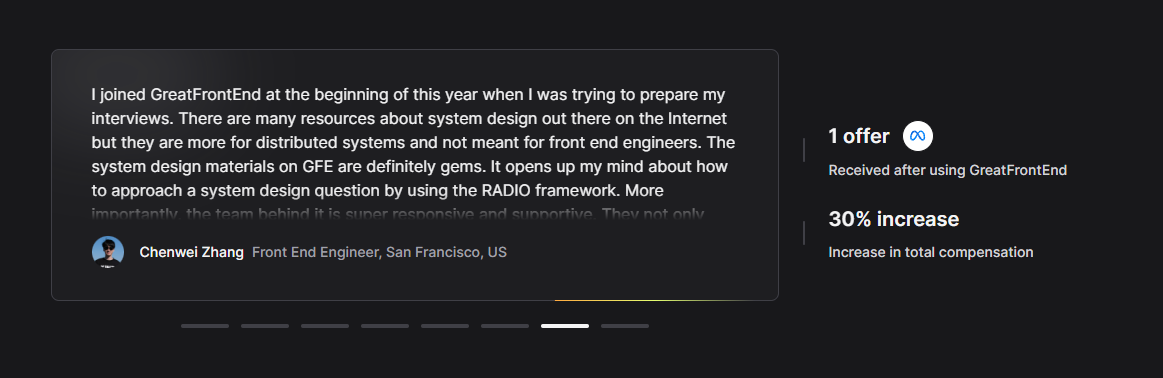 I joined GreatFrontEnd at the beginning of this year when I was trying to prepare my
interviews. There are many resources about system design out there on the Internet
but they are more for distributed systems and not meant for front end engineers. The
system design materials on GFE are definitely gems. It opens up my mind about how
to approach a system design question by using the RADIO framework. More
importantly, the team behind it is super responsive and supportive. They not only
Chenwei Zhang Front End Engineer, San Francisco, US
1 offer
Received after using GreatFrontEnd
30% increase
Increase in total compensation